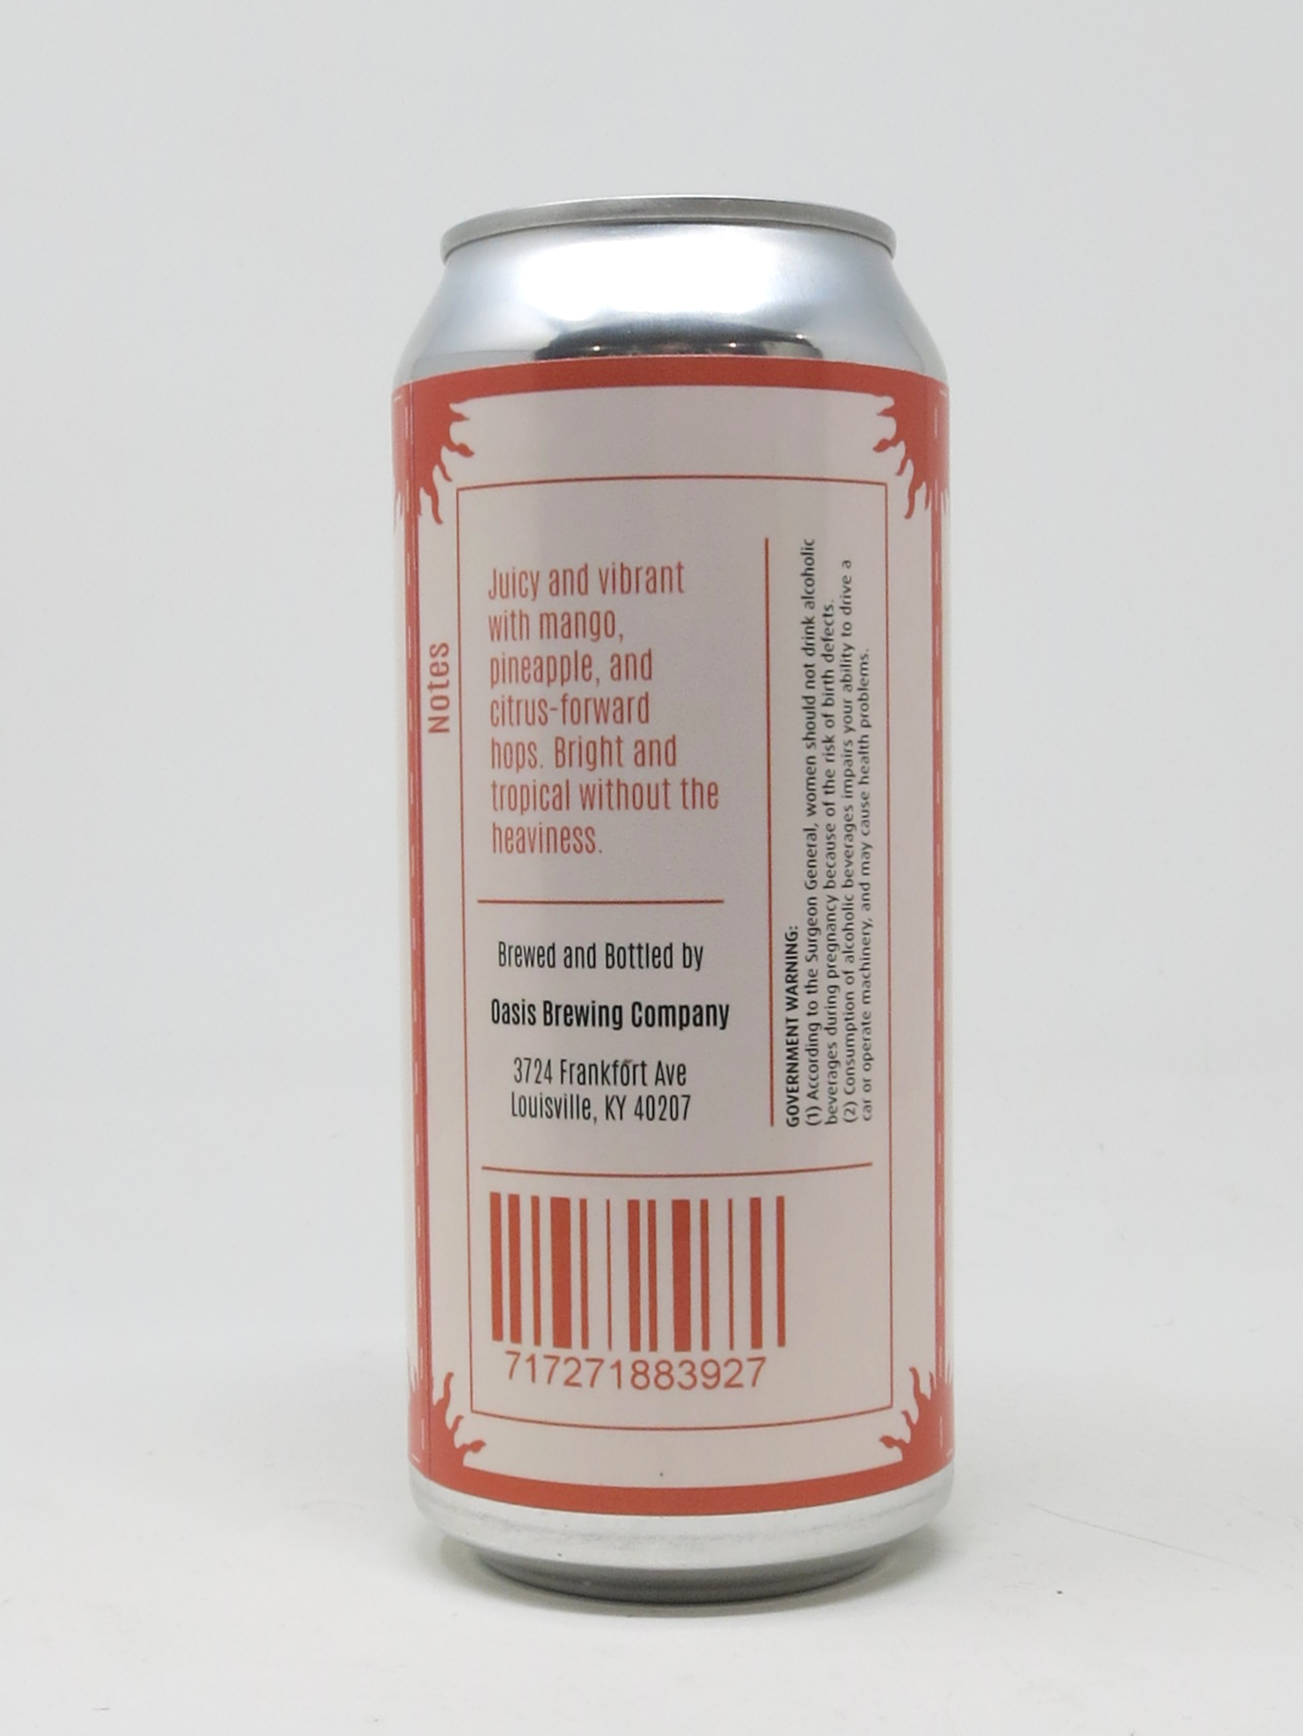 Notes
Juicy and vibrant
with mango,
pineapple, and
citrus-forward
hops. Bright and
tropical without the
heaviness.
Brewed and Bottled by
Oasis Brewing Company
3724 Frankfort Ave
Louisville, KY 40207
GOVERNMENT WARNING:
(1) According to the Surgeon General, women should not drink alcoholic
beverages during pregnancy because of the risk of birth defects.
(2) Consumption of alcoholic beverages impairs your ability to drive a
car or operate machinery, and may cause health problems.
717271883927